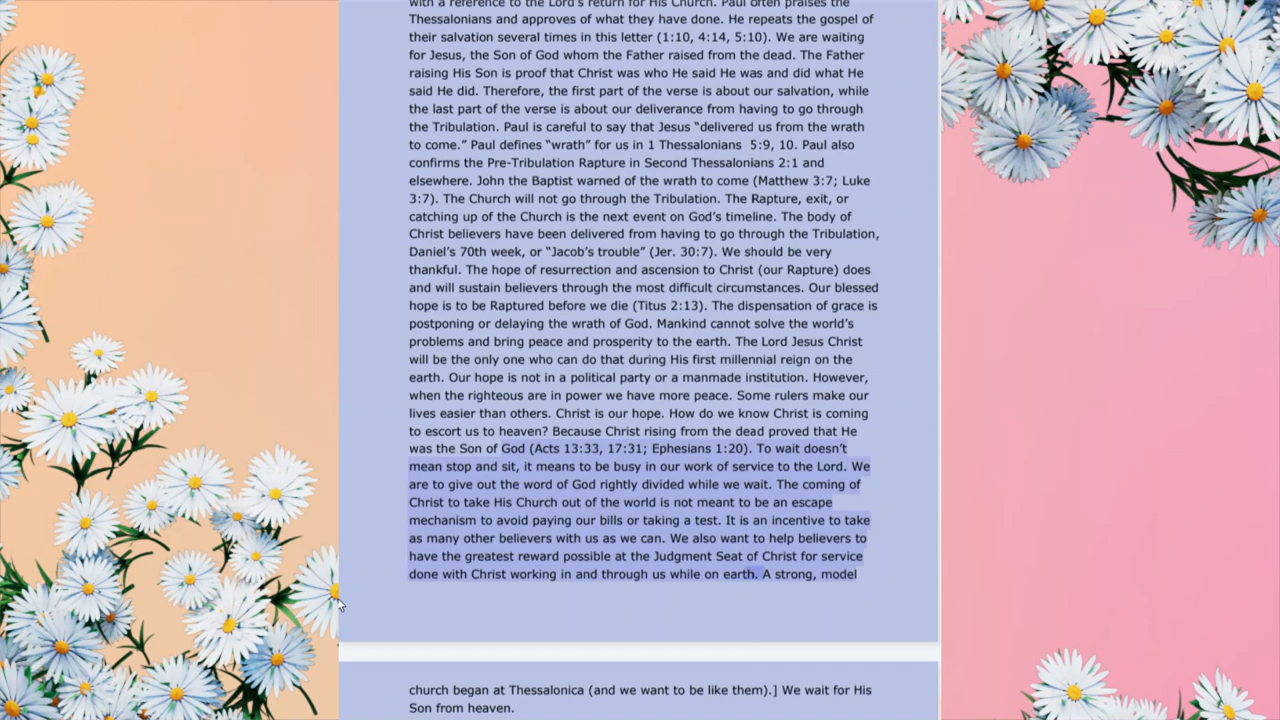 with a reference to the Lord's return for His Church. Paul often praises the
Thessalonians and approves of what they have done. He repeats the gospel of
their salvation several times in this letter (1:10, 4:14, 5:10). We are waiting
for Jesus, the Son of God whom the Father raised from the dead. The Father
raising His Son is proof that Christ was who He said He was and did what He
said He did. Therefore, the first part of the verse is about our salvation, while
the last part of the verse is about our deliverance from having to go through
the Tribulation. Paul is careful to say that Jesus “delivered us from the wrath
to come.” Paul defines “wrath” for us in 1 Thessalonians  5:9, 10. Paul also
confirms the Pre-Tribulation Rapture in Second Thessalonians 2:1 and
elsewhere. John the Baptist warned of the wrath to come (Matthew 3:7; Luke
3:7). The Church will not go through the Tribulation. The Rapture, exit, or
catching up of the Church is the next event on God’s timeline. The body of
Christ believers have been delivered from having to go through the Tribulation,
Daniel’s 70th week, or “Jacob’s trouble” (Jer. 30:7). We should be very
thankful. The hope of resurrection and ascension to Christ (our Rapture) does
and will sustain believers through the most difficult circumstances. Our blessed
hope is to be Raptured before we die (Titus 2:13). The dispensation of grace is
postponing or delaying the wrath of God. Mankind cannot solve the world’s
problems and bring peace and prosperity to the earth. The Lord Jesus Christ
will be the only one who can do that during His first millennial reign on the
earth. Our hope is not in a political party or a manmade institution. However,
when the righteous are in power we have more peace. Some rulers make our
lives easier than others. Christ is our hope. How do we know Christ is coming
to escort us to heaven? Because Christ rising from the dead proved that He
was the Son of God (Acts 13:33, 17:31; Ephesians 1:20). To wait doesn’t
mean stop and sit, it means to be busy in our work of service to the Lord. We
are to give out the word of God rightly divided while we wait. The coming of
Christ to take His Church out of the world is not meant to be an escape
mechanism to avoid paying our bills or taking a test. It is an incentive to take
as many other believers with us as we can. We also want to help believers to
have the greatest reward possible at the Judgment Seat of Christ for service
done with Christ working in and through us while on earth. A strong, model
church began at Thessalonica (and we want to be like them).] We wait for His
Son from heaven.